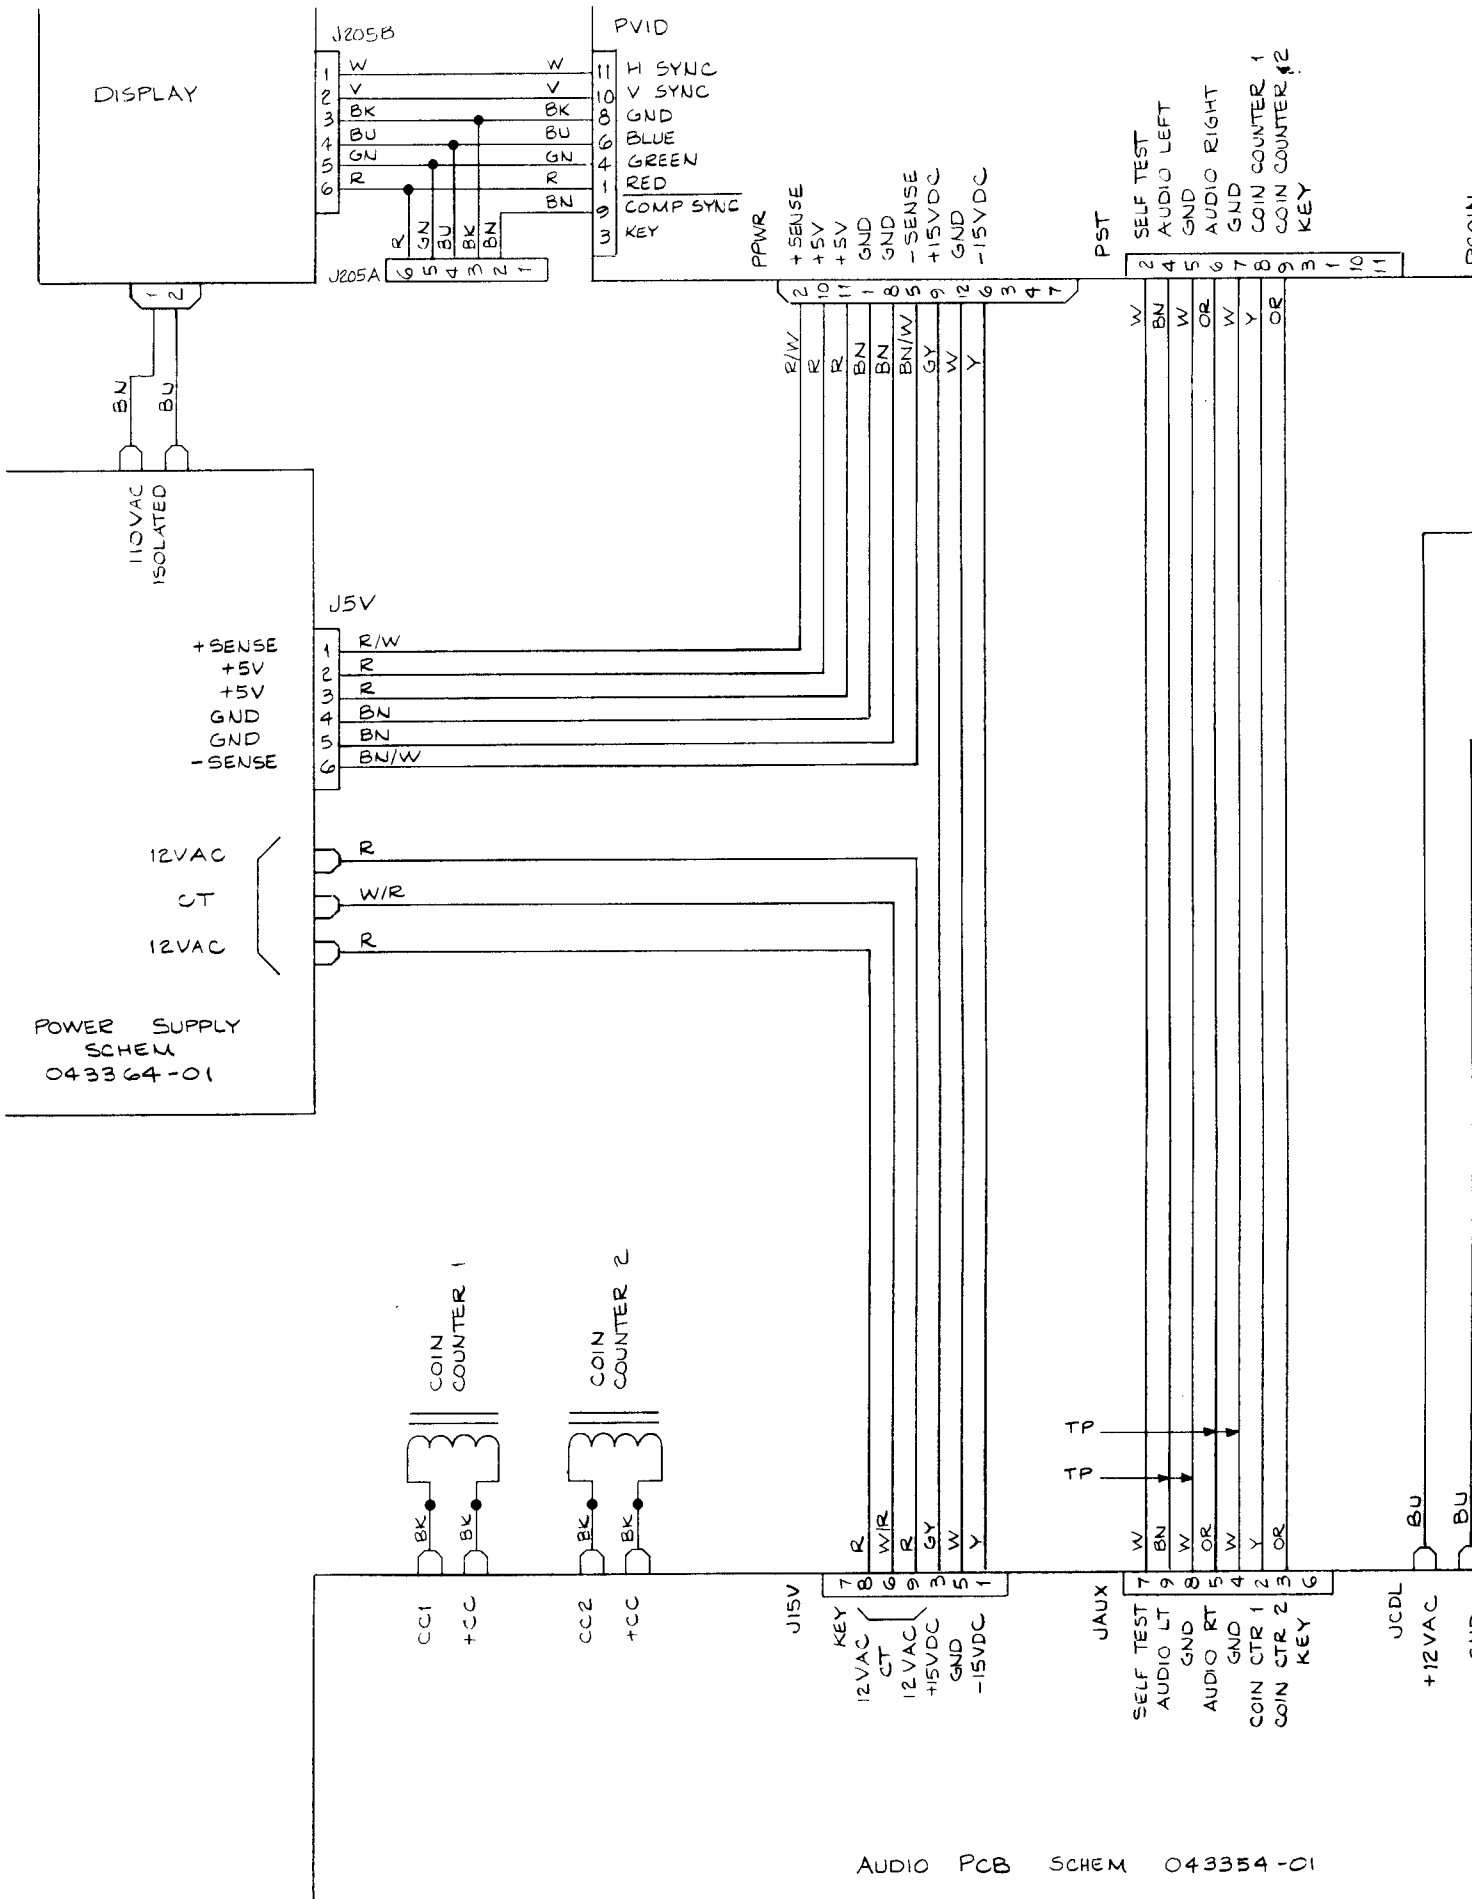 DISPLAY
J205B
1 W
2 V
3 BK
4 BU
5 GN
6 R
PVID
W 11 H SYNC
V 10 V SYNC
BK 8 GND
BU 6 BLUE
GN 4 GREEN
R 1 RED
BN 9 COMP SYNC
3 KEY
R GN BU BK BN
J205A 6 5 4 3 2 1
1 2
BN
BU
110VAC
ISOLATED
PPWR
+SENSE
+5V
+5V
GND
GND
-SENSE
+15VDC
GND
-15VDC
2 10 11 1 8 5 9 12 6 3 4 7
R/W
R
R
BN
BN
BN/W
GY
W
Y
PST
SELF TEST
AUDIO LEFT
GND
AUDIO RIGHT
GND
COIN COUNTER 1
COIN COUNTER 2
KEY
2 4 5 6 7 8 9 3 1 10 11
W
BN
W
OR
W
Y
OR
J5V
+SENSE 1 R/W
+5V 2 R
+5V 3 R
GND 4 BN
GND 5 BN
-SENSE 6 BN/W
12VAC R
CT W/R
12VAC R
POWER SUPPLY
SCHEM
043364-01
COIN
COUNTER 1
COIN
COUNTER 2
BK
BK
BK
BK
CC1
+CC
CC2
+CC
R
W/R
R
GY
W
Y
J15V
7 8 6 9 3 5 1
KEY
12VAC
CT
12VAC
+15VDC
GND
-15VDC
TP
TP
W
BN
W
OR
W
Y
OR
JAUX
7 9 8 5 4 2 3 6
SELF TEST
AUDIO LT
GND
AUDIO RT
GND
COIN CTR 1
COIN CTR 2
KEY
BU
BU
JCDL
+12VAC
AUDIO PCB SCHEM 043354-01